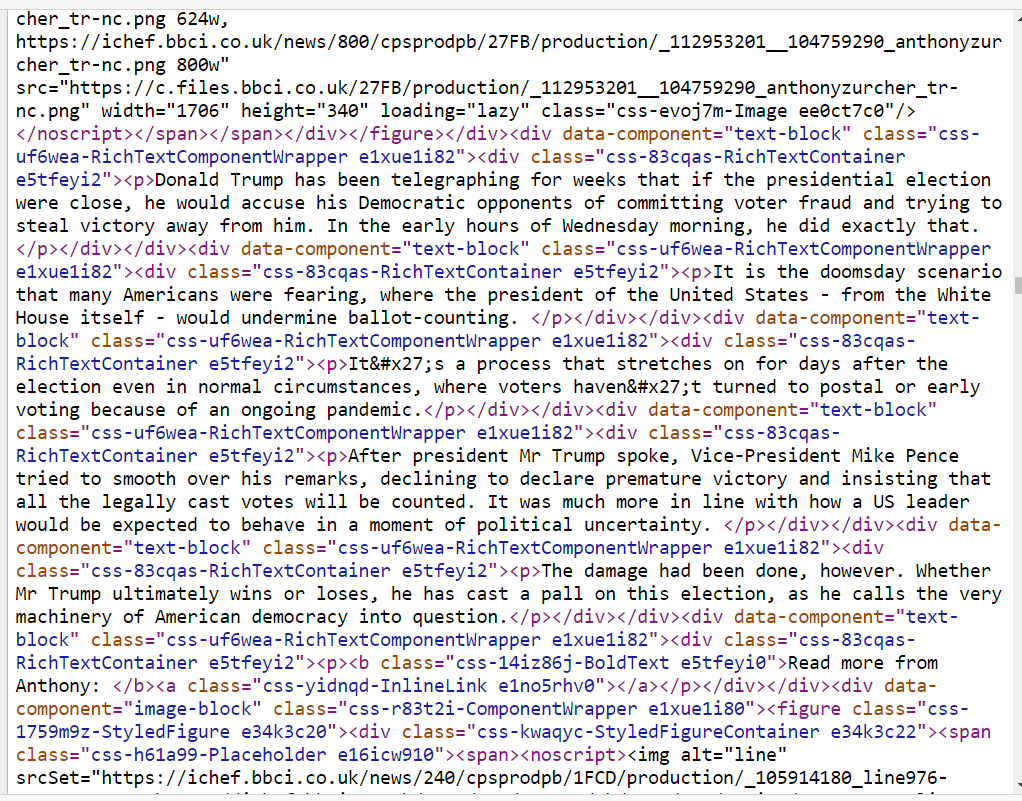 cher_tr-nc.png 624w,
https://ichef.bbci.co.uk/news/800/cpsprodpb/27FB/production/_112953201__104759290_anthonyzur
cher_tr-nc.png 800w"
src="https://c.files.bbci.co.uk/27FB/production/_112953201__104759290_anthonyzurcher_tr-
nc.png" width="1706" height="340" loading="lazy" class="css-evoj7m-Image ee0ct7c0"/>
</noscript></span></span></div></figure></div><div data-component="text-block" class="css-
uf6wea-RichTextComponentWrapper e1xue1i82"><div class="css-83cqas-RichTextContainer
e5tfeyi2"><p>Donald Trump has been telegraphing for weeks that if the presidential election
were close, he would accuse his Democratic opponents of committing voter fraud and trying to
steal victory away from him. In the early hours of Wednesday morning, he did exactly that.
</p></div></div><div data-component="text-block" class="css-uf6wea-RichTextComponentWrapper
e1xue1i82"><div class="css-83cqas-RichTextContainer e5tfeyi2"><p>It is the doomsday scenario
that many Americans were fearing, where the president of the United States - from the White
House itself - would undermine ballot-counting. </p></div></div><div data-component="text-
block" class="css-uf6wea-RichTextComponentWrapper e1xue1i82"><div class="css-83cqas-
RichTextContainer e5tfeyi2"><p>It&#x27;s a process that stretches on for days after the
election even in normal circumstances, where voters haven&#x27;t turned to postal or early
voting because of an ongoing pandemic.</p></div></div><div data-component="text-block"
class="css-uf6wea-RichTextComponentWrapper e1xue1i82"><div class="css-83cqas-
RichTextContainer e5tfeyi2"><p>After president Mr Trump spoke, Vice-President Mike Pence
tried to smooth over his remarks, declining to declare premature victory and insisting that
all the legally cast votes will be counted. It was much more in line with how a US leader
would be expected to behave in a moment of political uncertainty. </p></div></div><div data-
component="text-block" class="css-uf6wea-RichTextComponentWrapper e1xue1i82"><div
class="css-83cqas-RichTextContainer e5tfeyi2"><p>The damage had been done, however. Whether
Mr Trump ultimately wins or loses, he has cast a pall on this election, as he calls the very
machinery of American democracy into question.</p></div></div><div data-component="text-
block" class="css-uf6wea-RichTextComponentWrapper e1xue1i82"><div class="css-83cqas-
RichTextContainer e5tfeyi2"><p><b class="css-14iz86j-BoldText e5tfeyi0">Read more from
Anthony: </b><a class="css-yidnqd-InlineLink e1no5rhv0"></a></p></div></div><div data-
component="image-block" class="css-r83t2i-ComponentWrapper e1xue1i80"><figure class="css-
1759m9z-StyledFigure e34k3c20"><div class="css-kwaqyc-StyledFigureContainer e34k3c22"><span
class="css-h61a99-Placeholder e16icw910"><span><noscript><img alt="line"
srcSet="https://ichef.bbci.co.uk/news/240/cpsprodpb/1FCD/production/_105914180_line976-